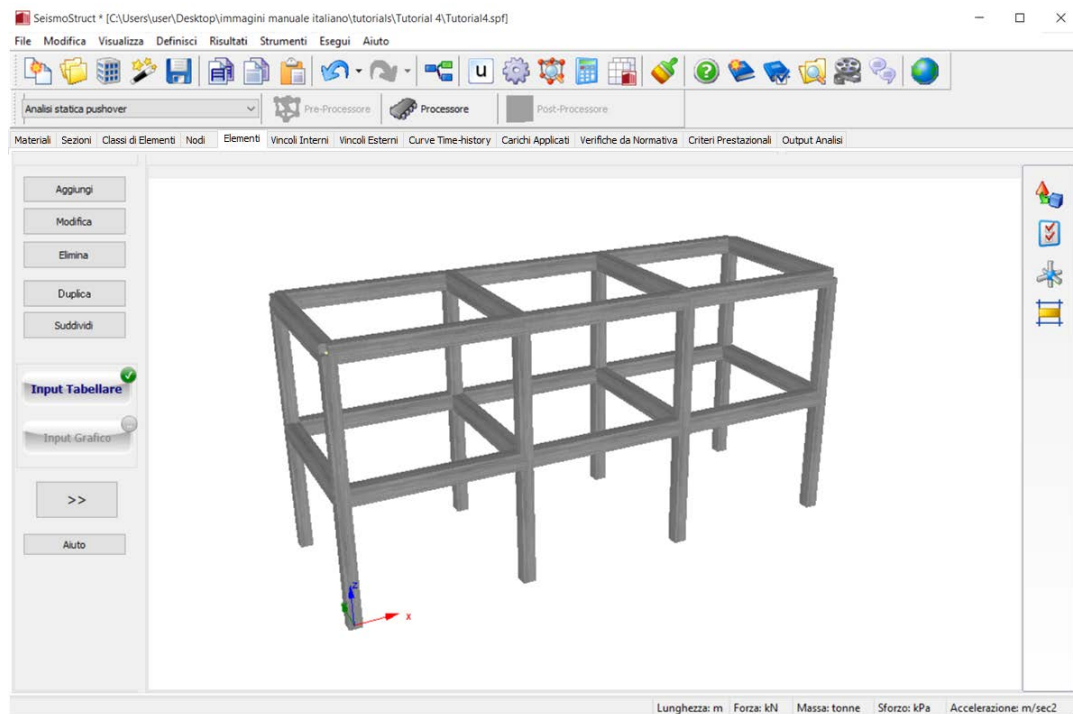 SeismoStruct * [C:\Users\user\Desktop\immagini manuale italiano\tutorials\Tutorial 4\Tutorial4.spf]
File Modifica Visualizza Definisci Risultati Strumenti Esegui Aiuto
u
Analisi statica pushover Pre-Processore Processore Post-Processore
Materiali Sezioni Classi di Elementi Nodi Elementi Vincoli Interni Vincoli Esterni Curve Time-history Carichi Applicati Verifiche da Normativa Criteri Prestazionali Output Analisi
Aggiungi
Modifica
Elimina
Duplica
Suddividi
Input Tabellare
Input Grafico
>>
Aiuto
z
x
Lunghezza: m Forza: kN Massa: tonne Sforzo: kPa Accelerazione: m/sec2